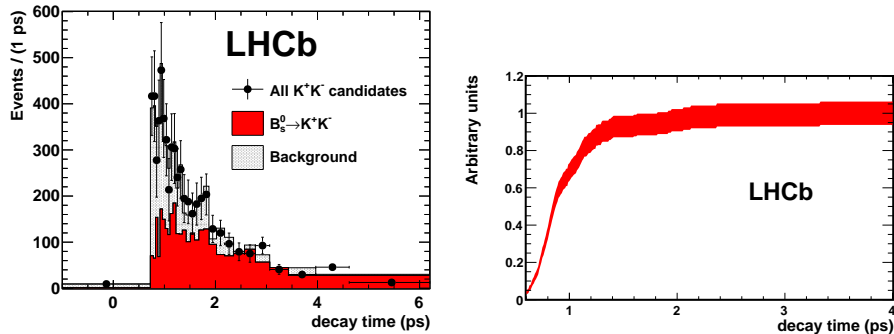 600
500
400
300
200
100
0
Events / (1 ps)
LHCb
All K⁺K⁻ candidates
B⁰ₛ→K⁺K⁻
Background
0 2 4 6
decay time (ps)
1.2
1
0.8
0.6
0.4
0.2
0
Arbitrary units
LHCb
1 2 3 4
decay time (ps)